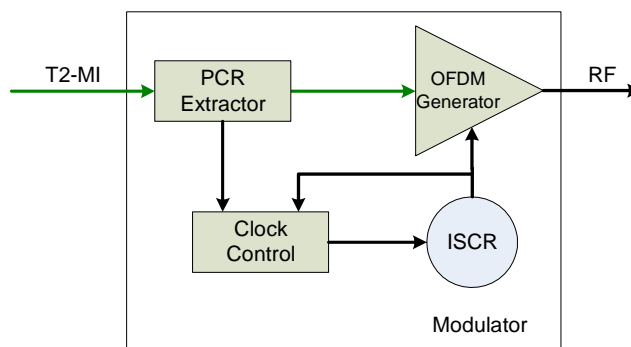 T2-MI
PCR
Extractor
OFDM
Generator
RF
Clock
Control
ISCR
Modulator